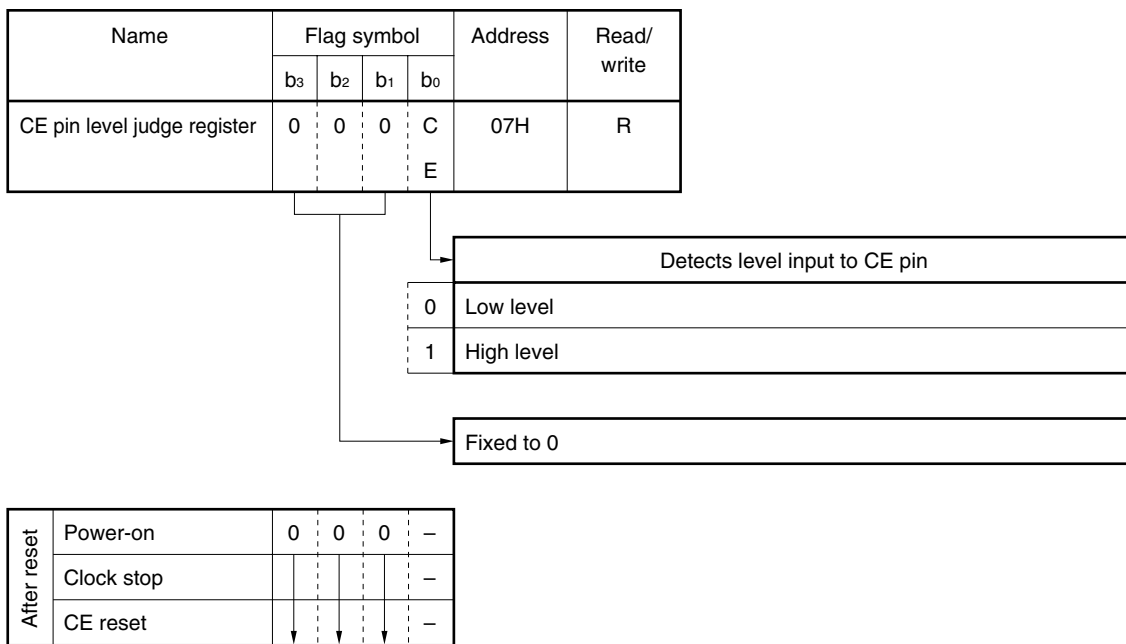 Name Flag symbol Address Read/
write
b3 b2 b1 b0
CE pin level judge register 0 0 0 C 07H R
E
Detects level input to CE pin
0 Low level
1 High level
Fixed to 0
After reset
Power-on 0 0 0 –
Clock stop –
CE reset –